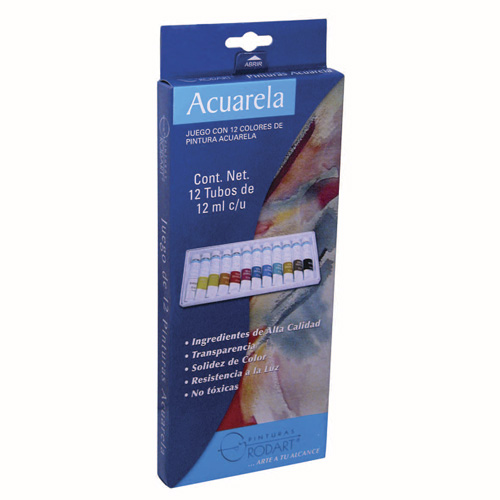 ABRIR
RODART
Pinturas Acuarela
Acuarela
JUEGO CON 12 COLORES DE
PINTURA ACUARELA
Cont. Net.
12 Tubos de
12 ml c/u
• Ingredientes de Alta Calidad
• Transparencia
• Solidez de Color
• Resistencia a la Luz
• No tóxicas
PINTURAS
RODART
... ARTE A TU ALCANCE
Juego de 12 Pinturas Acuarela